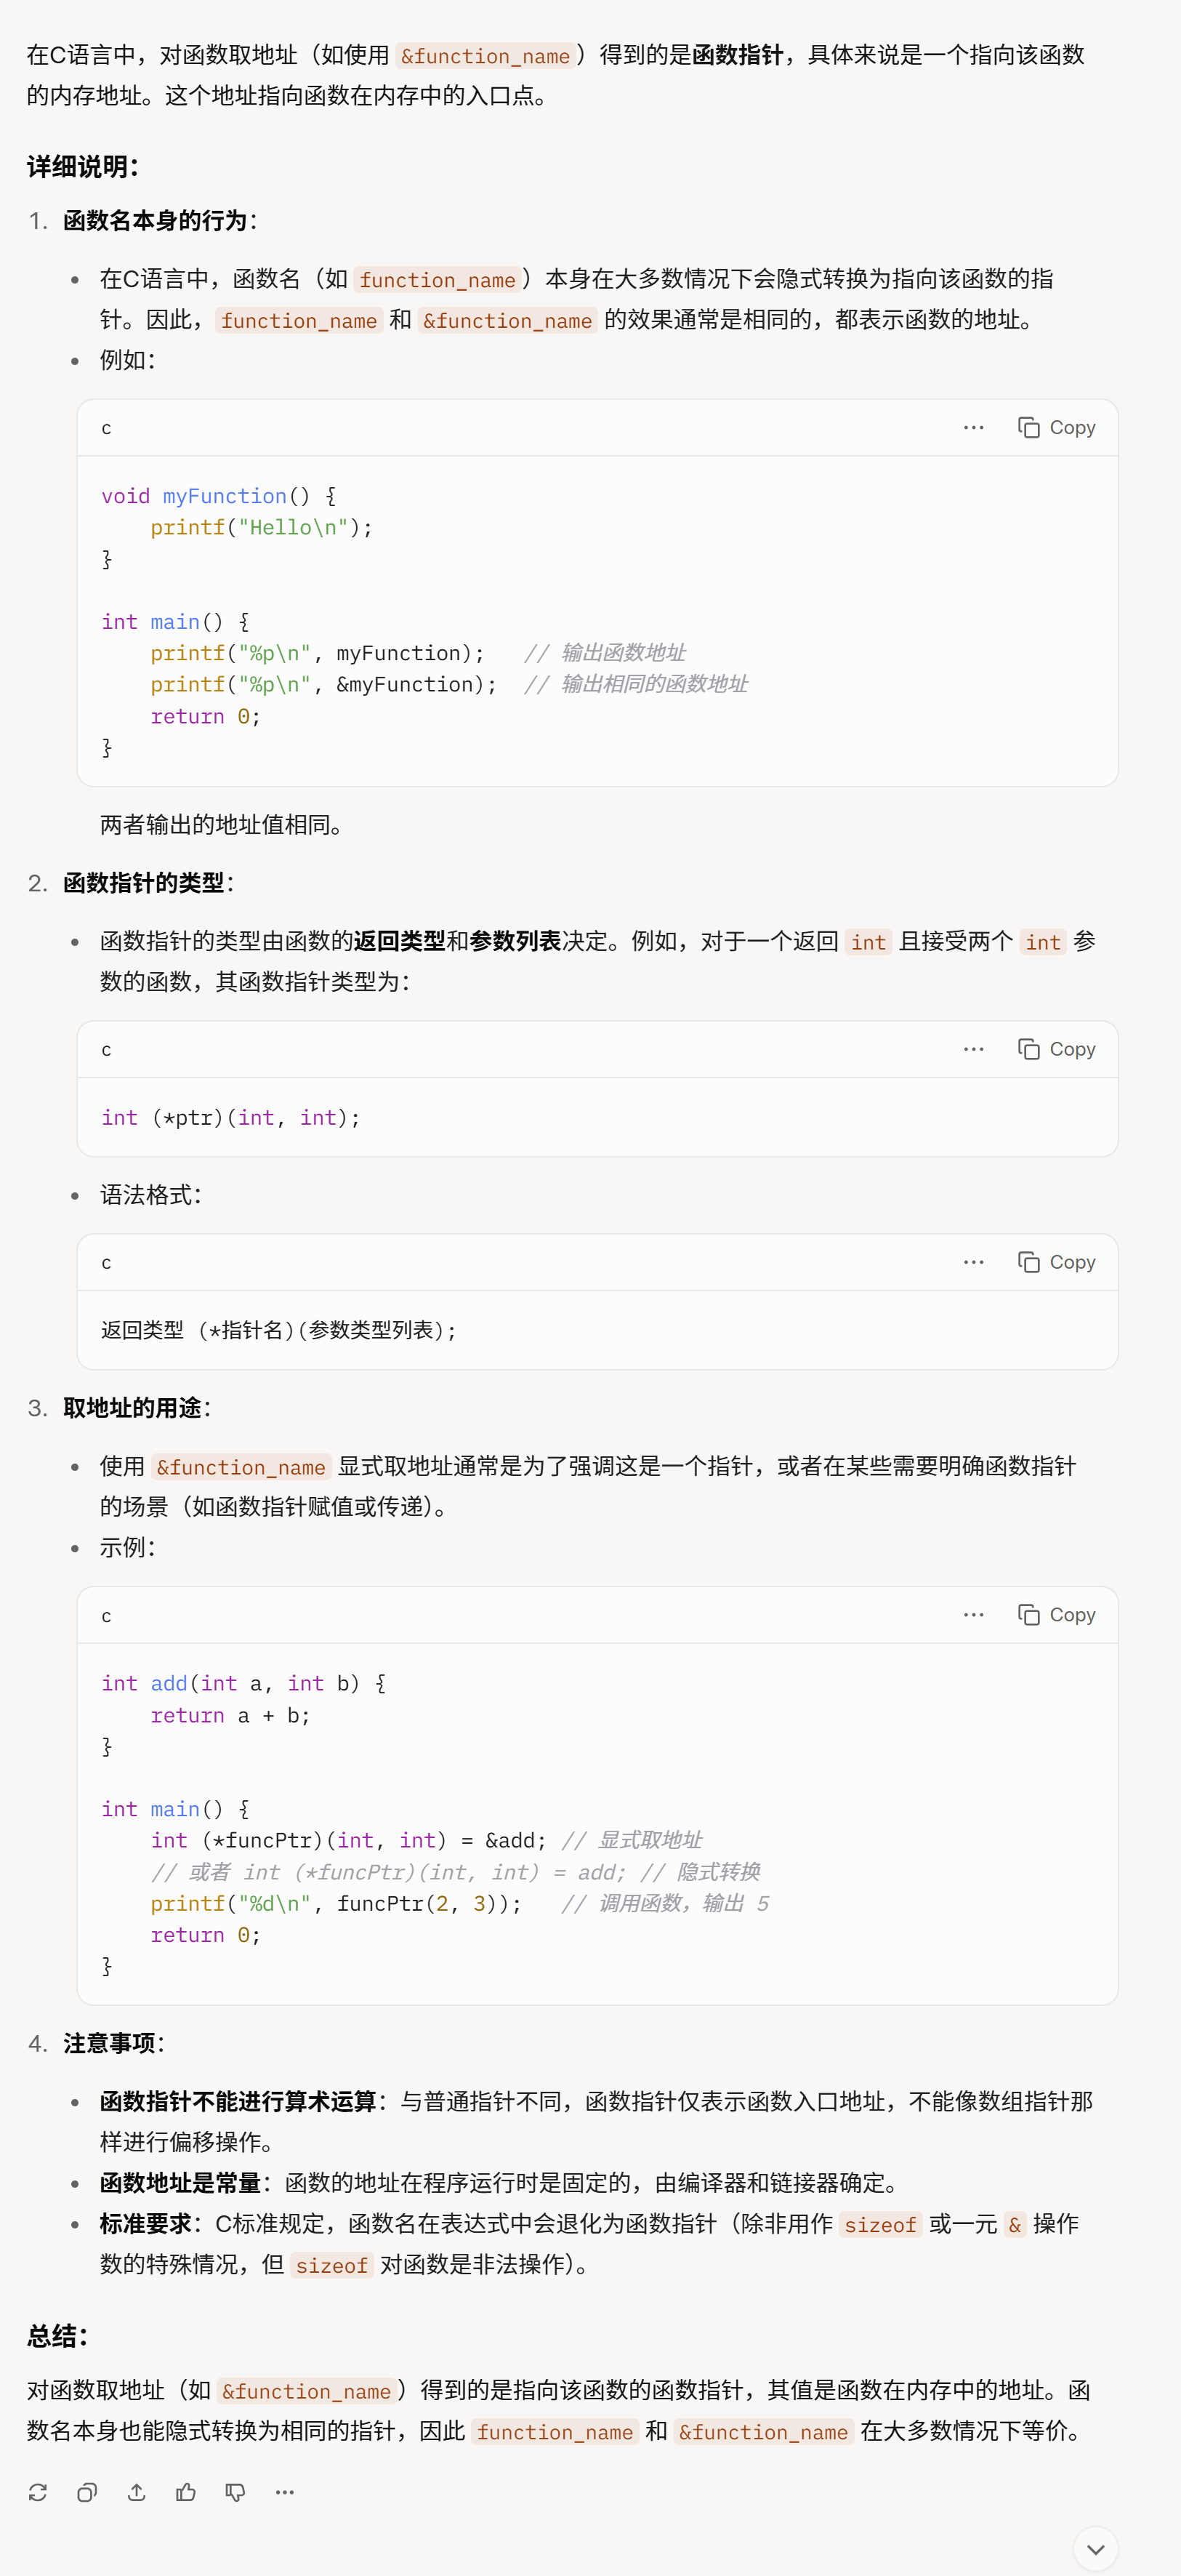 在C语言中，对函数取地址（如使用 &function_name）得到的是函数指针，具体来说是一个指向该函数
的内存地址。这个地址指向函数在内存中的入口点。
详细说明：
1. 函数名本身的行为：
• 在C语言中，函数名（如 function_name）本身在大多数情况下会隐式转换为指向该函数的指
针。因此，function_name 和 &function_name 的效果通常是相同的，都表示函数的地址。
• 例如：
c ··· Copy
void myFunction() {
    printf("Hello\n");
}
int main() {
    printf("%p\n", myFunction);   // 输出函数地址
    printf("%p\n", &myFunction);  // 输出相同的函数地址
    return 0;
}
两者输出的地址值相同。
2. 函数指针的类型：
• 函数指针的类型由函数的返回类型和参数列表决定。例如，对于一个返回 int 且接受两个 int 参
数的函数，其函数指针类型为：
c ··· Copy
int (*ptr)(int, int);
• 语法格式：
c ··· Copy
返回类型 (*指针名)(参数类型列表);
3. 取地址的用途：
• 使用 &function_name 显式取地址通常是为了强调这是一个指针，或者在某些需要明确函数指针
的场景（如函数指针赋值或传递）。
• 示例：
c ··· Copy
int add(int a, int b) {
    return a + b;
}
int main() {
    int (*funcPtr)(int, int) = &add; // 显式取地址
    // 或者 int (*funcPtr)(int, int) = add; // 隐式转换
    printf("%d\n", funcPtr(2, 3));   // 调用函数，输出 5
    return 0;
}
4. 注意事项：
• 函数指针不能进行算术运算：与普通指针不同，函数指针仅表示函数入口地址，不能像数组指针那
样进行偏移操作。
• 函数地址是常量：函数的地址在程序运行时是固定的，由编译器和链接器确定。
• 标准要求：C标准规定，函数名在表达式中会退化为函数指针（除非用作 sizeof 或一元 & 操作
数的特殊情况，但 sizeof 对函数是非法操作）。
总结：
对函数取地址（如 &function_name）得到的是指向该函数的函数指针，其值是函数在内存中的地址。函
数名本身也能隐式转换为相同的指针，因此 function_name 和 &function_name 在大多数情况下等价。